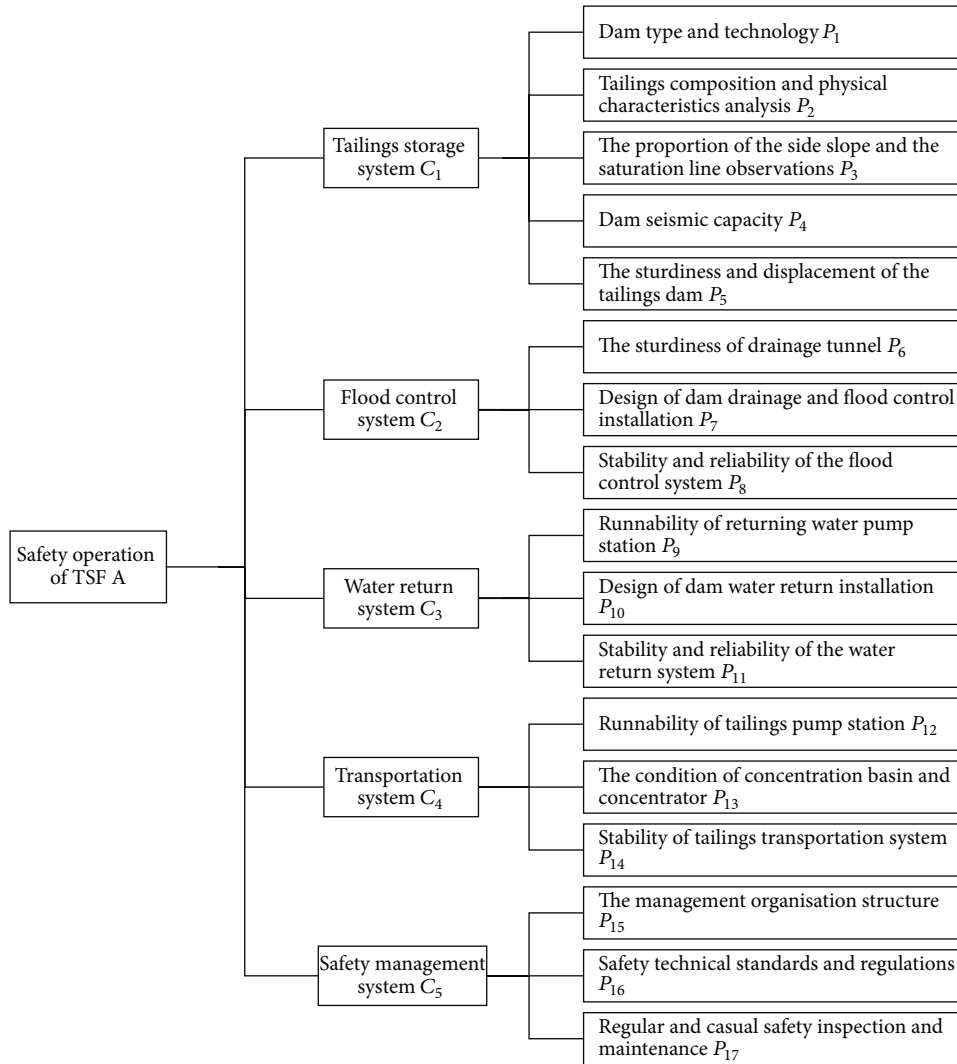 Safety operation
of TSF A
Tailings storage
system C₁
Dam type and technology P₁
Tailings composition and physical
characteristics analysis P₂
The proportion of the side slope and the
saturation line observations P₃
Dam seismic capacity P₄
The sturdiness and displacement of the
tailings dam P₅
Flood control
system C₂
The sturdiness of drainage tunnel P₆
Design of dam drainage and flood control
installation P₇
Stability and reliability of the flood
control system P₈
Water return
system C₃
Runnability of returning water pump
station P₉
Design of dam water return installation
P₁₀
Stability and reliability of the water
return system P₁₁
Transportation
system C₄
Runnability of tailings pump station P₁₂
The condition of concentration basin and
concentrator P₁₃
Stability of tailings transportation system
P₁₄
Safety management
system C₅
The management organisation structure
P₁₅
Safety technical standards and regulations
P₁₆
Regular and casual safety inspection and
maintenance P₁₇